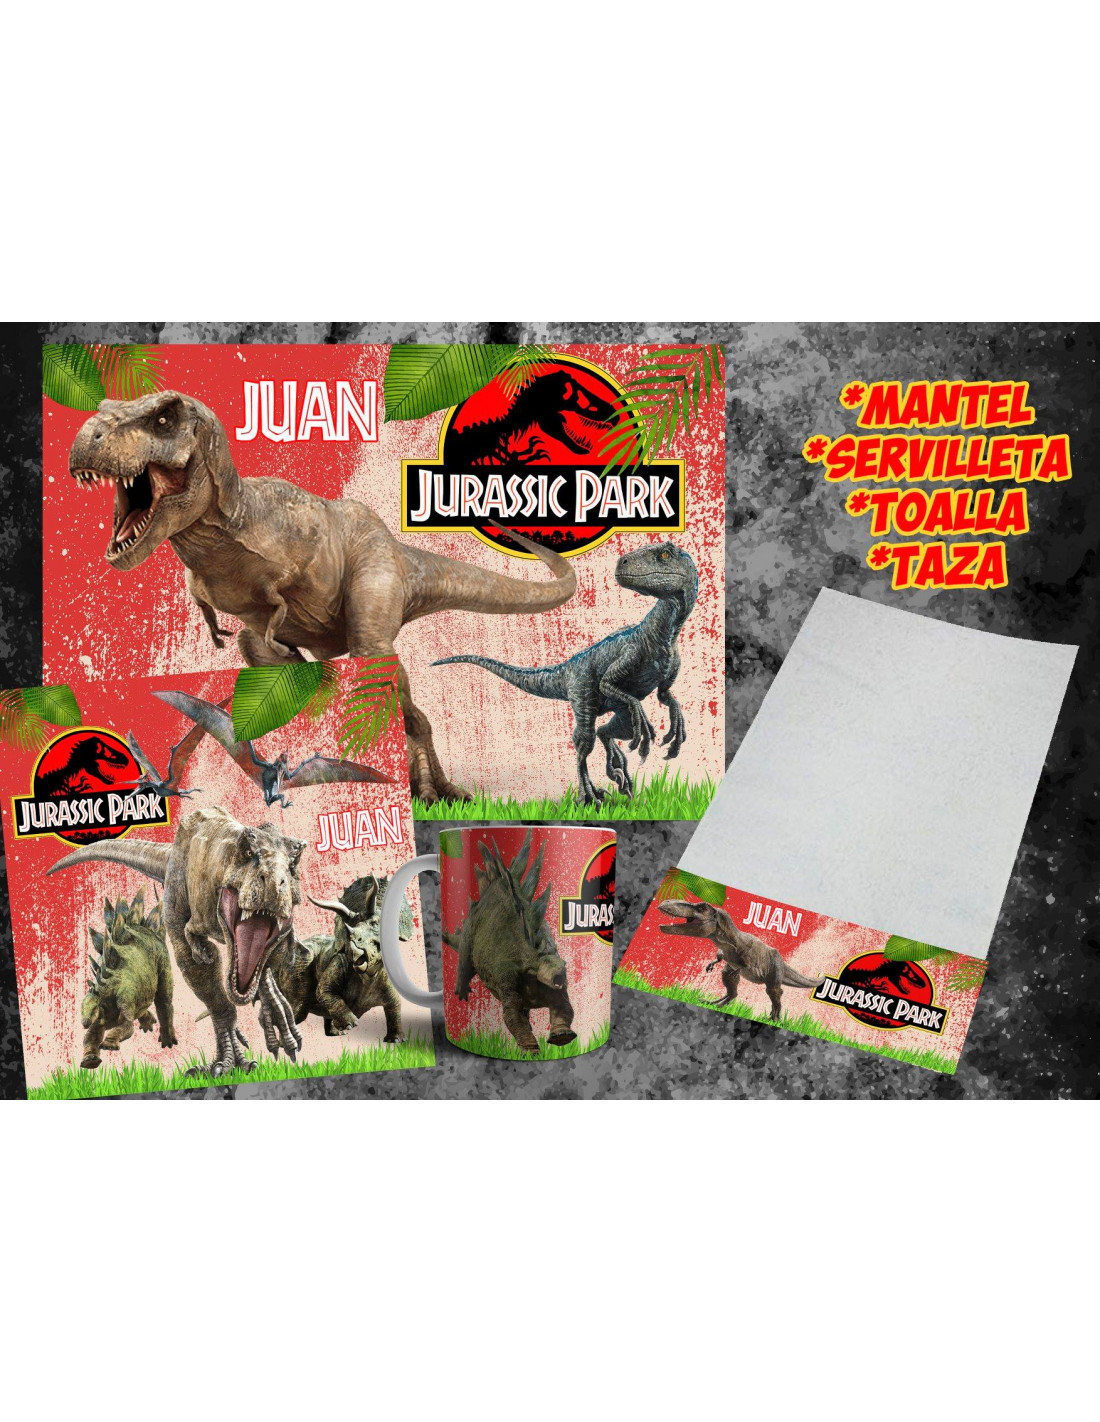 JUAN
JURASSIC PARK
*MANTEL
*SERVILLETA
*TOALLA
*TAZA
JURASSIC PARK
JUAN
JURAS
JUAN
JURASSIC PARK